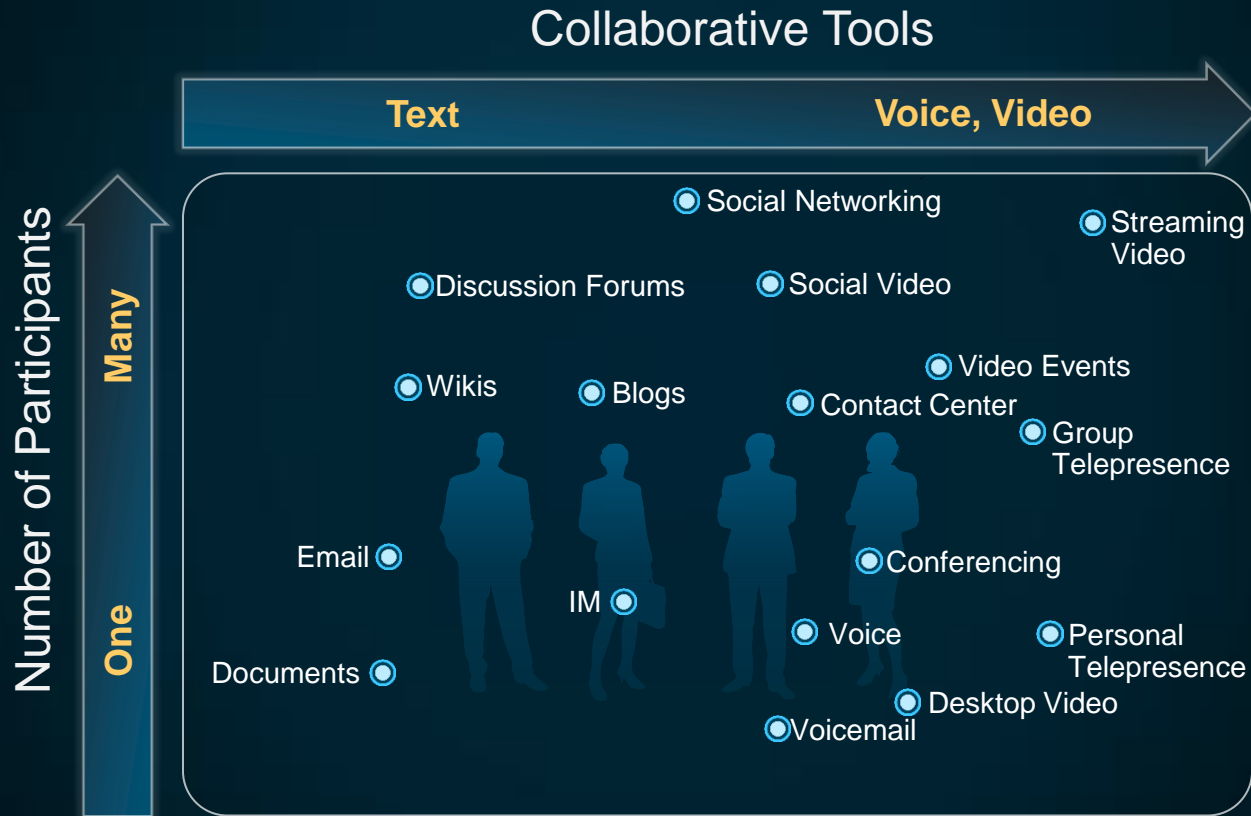 Collaborative Tools
Text
Voice, Video
Number of Participants
Many
One
Social Networking
Streaming
Video
Discussion Forums
Social Video
Video Events
Wikis
Blogs
Contact Center
Group
Telepresence
Email
Conferencing
IM
Voice
Personal
Telepresence
Documents
Desktop Video
Voicemail